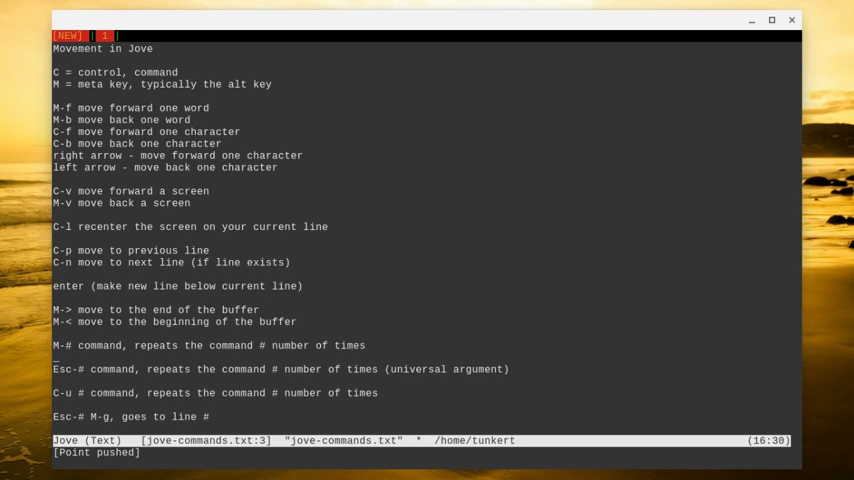 [NEW] | 1 |
Movement in Jove
C = control, command
M = meta key, typically the alt key
M-f move forward one word
M-b move back one word
C-f move forward one character
C-b move back one character
right arrow - move forward one character
left arrow - move back one character
C-v move forward a screen
M-v move back a screen
C-l recenter the screen on your current line
C-p move to previous line
C-n move to next line (if line exists)
enter (make new line below current line)
M-> move to the end of the buffer
M-< move to the beginning of the buffer
M-# command, repeats the command # number of times
Esc-# command, repeats the command # number of times (universal argument)
C-u # command, repeats the command # number of times
Esc-# M-g, goes to line #
Jove (Text) [jove-commands.txt:3] "jove-commands.txt" * /home/tunkert (16:30)
[Point pushed]